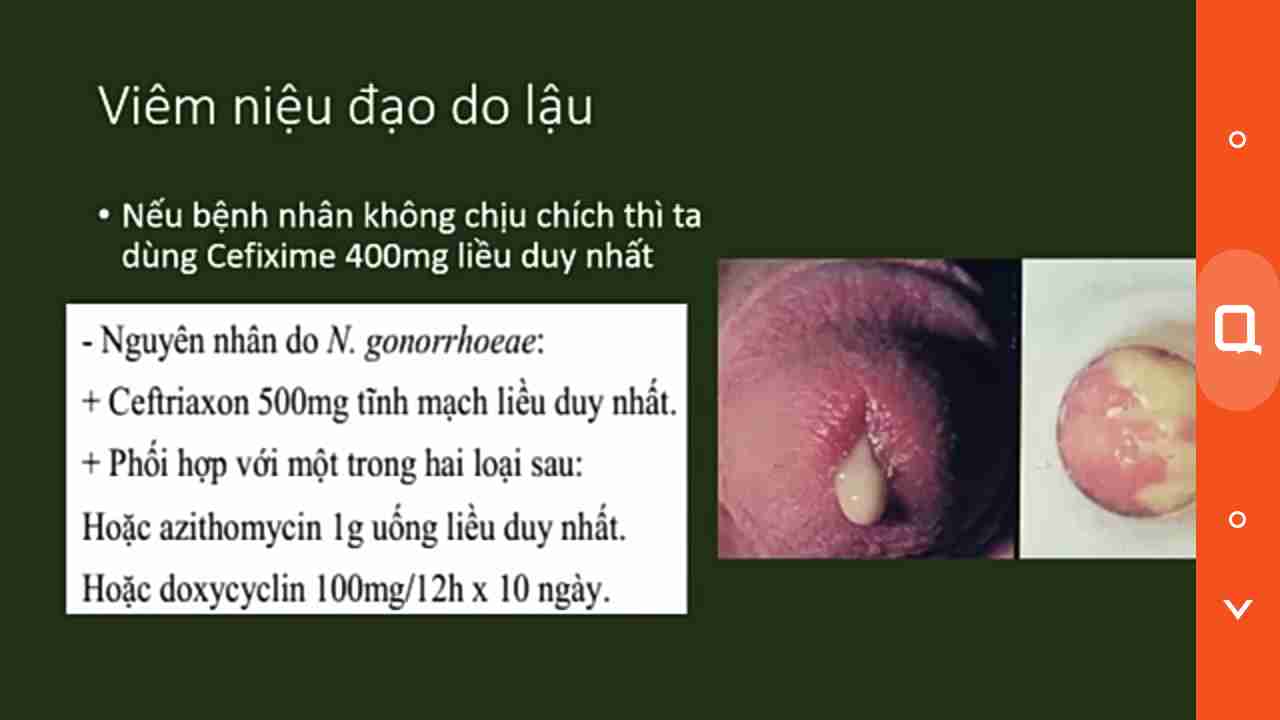 Viêm niệu đạo do lậu
• Nếu bệnh nhân không chịu chích thì ta
dùng Cefixime 400mg liều duy nhất
- Nguyên nhân do N. gonorrhoeae:
+ Ceftriaxon 500mg tĩnh mạch liều duy nhất.
+ Phối hợp với một trong hai loại sau:
Hoặc azithomycin 1g uống liều duy nhất.
Hoặc doxycyclin 100mg/12h x 10 ngày.